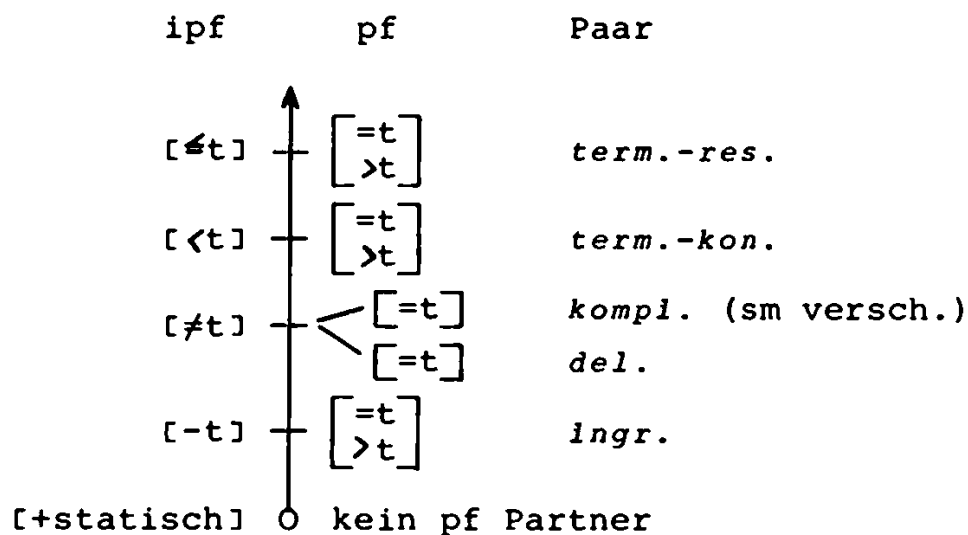 ipf pf Paar
[≤t] [=t >t] term.-res.
[<t] [=t >t] term.-kon.
[≠t] [=t] kompl. (sm versch.)
[=t] del.
[-t] [=t >t] ingr.
[+statisch] kein pf Partner